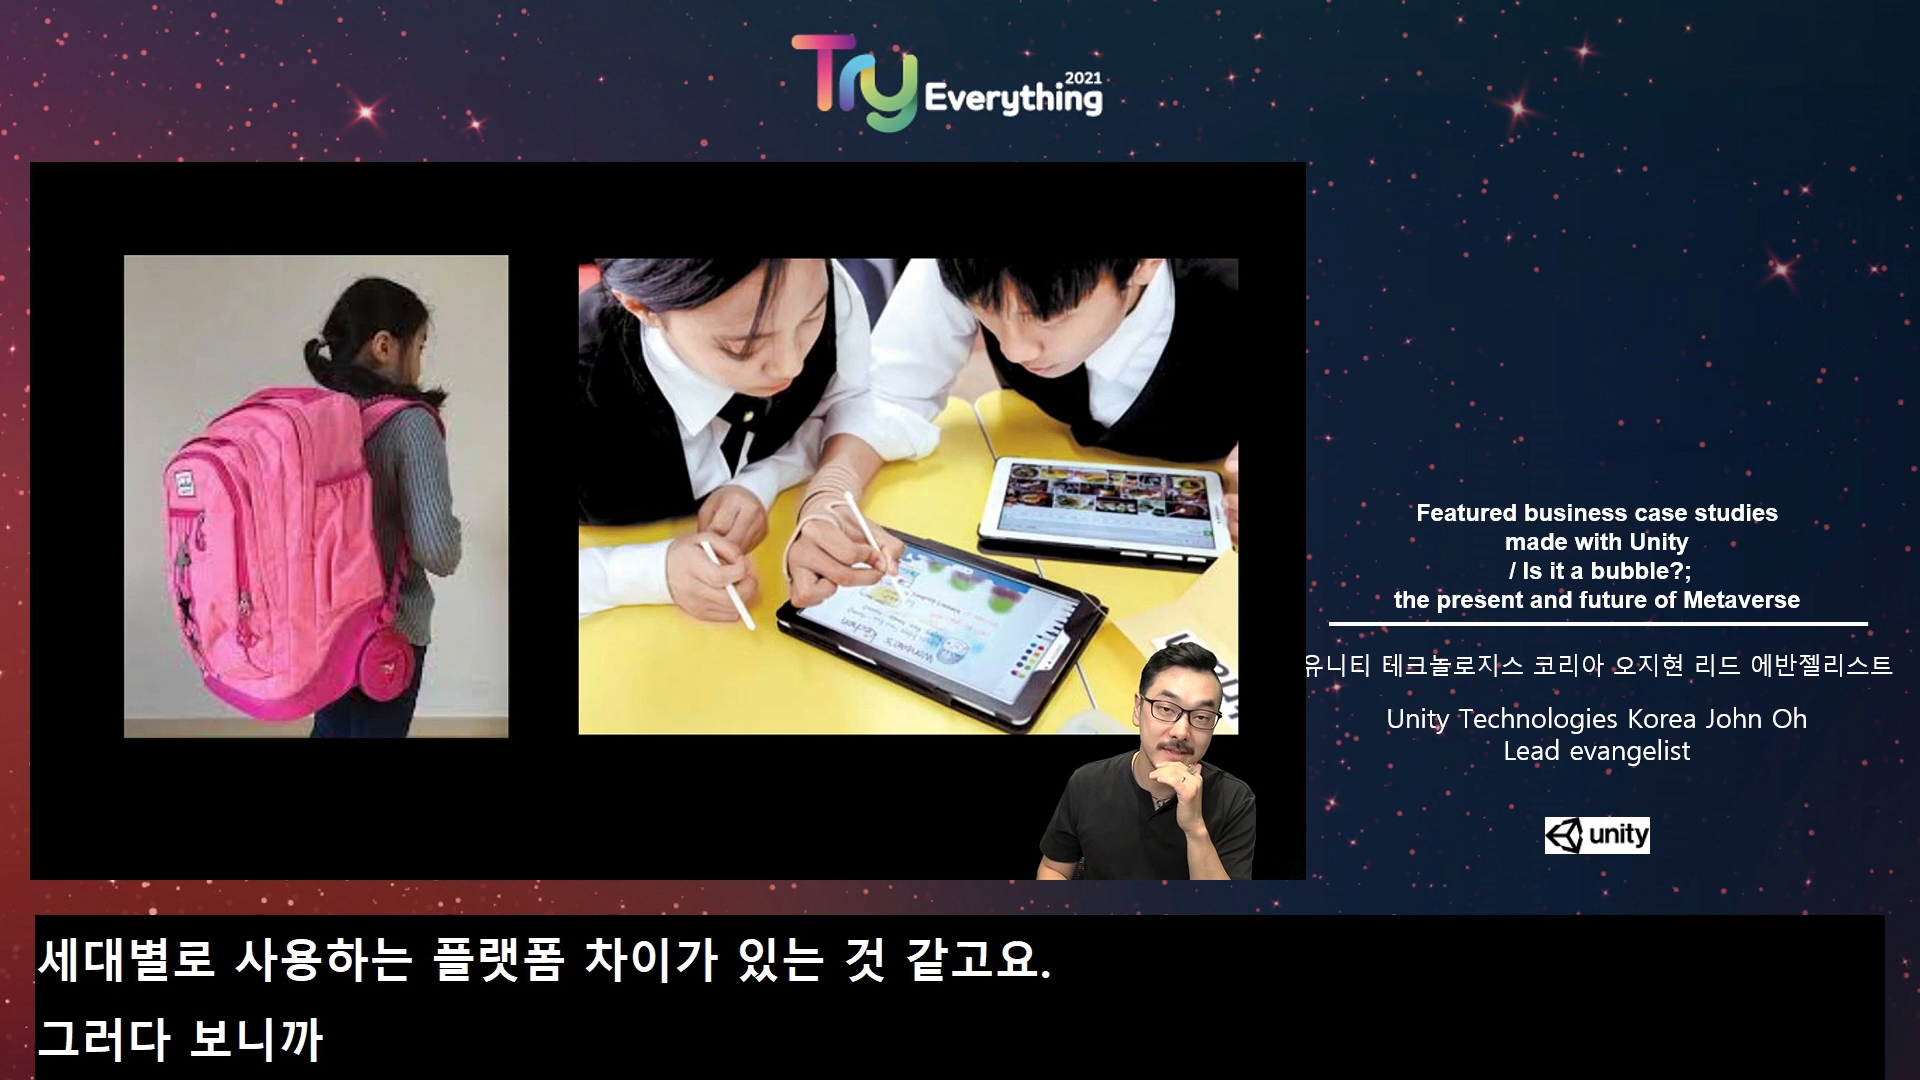 Try Everything 2021
Featured business case studies
made with Unity
/ Is it a bubble?;
the present and future of Metaverse
유니티 테크놀로지스 코리아 오지현 리드 에반젤리스트
Unity Technologies Korea John Oh
Lead evangelist
unity
세대별로 사용하는 플랫폼 차이가 있는 것 같고요.
그러다 보니까